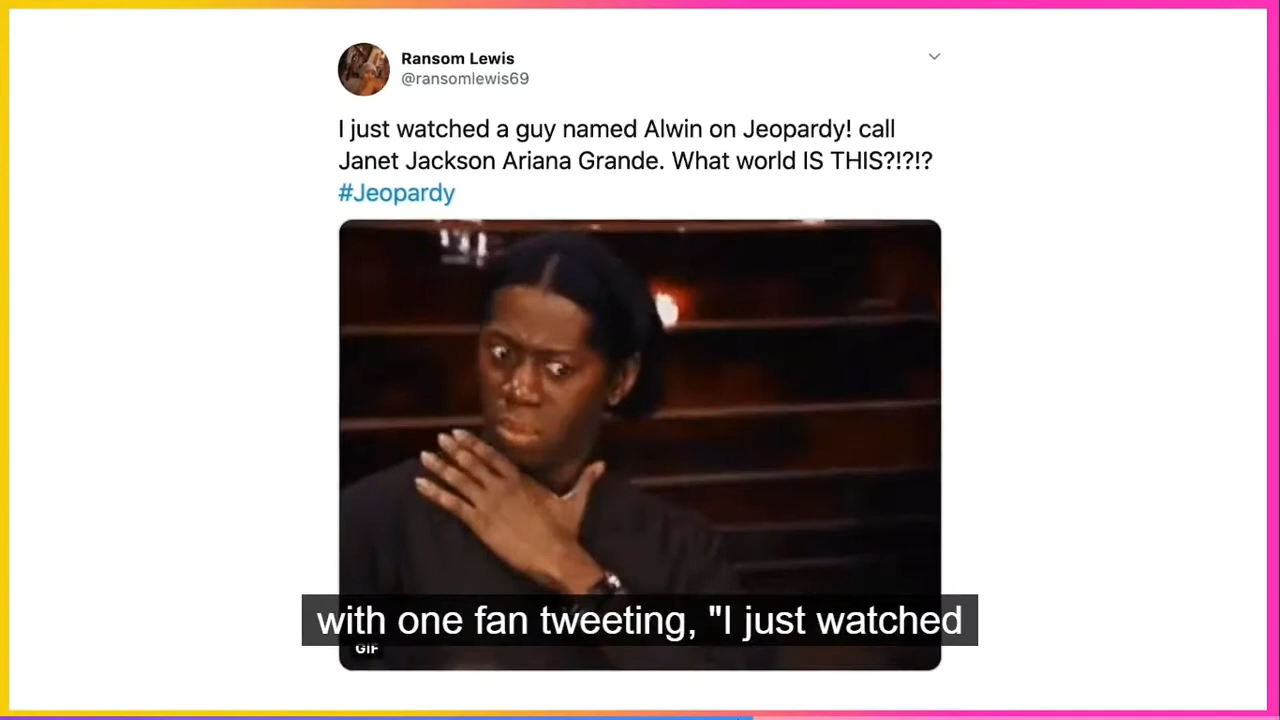 Ransom Lewis
@ransomlewis69
I just watched a guy named Alwin on Jeopardy! call
Janet Jackson Ariana Grande. What world IS THIS?!?!?
#Jeopardy
with one fan tweeting, "I just watched
GIF